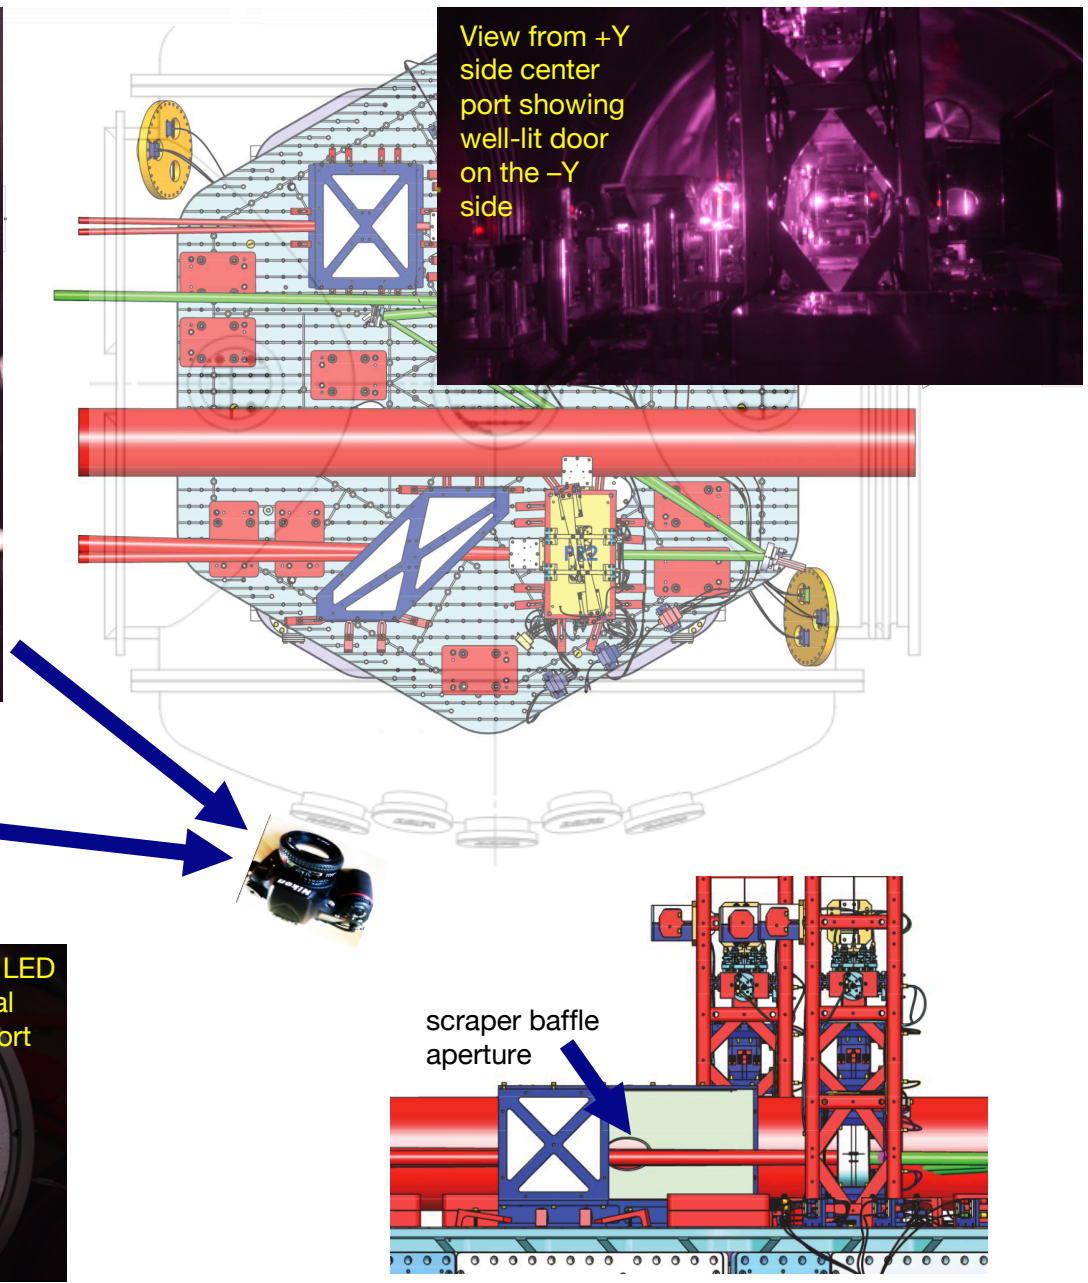 View from +Y
side center
port showing
well-lit door
on the –Y
side
PR2
Nikon
LED
al
ort
scraper baffle
aperture